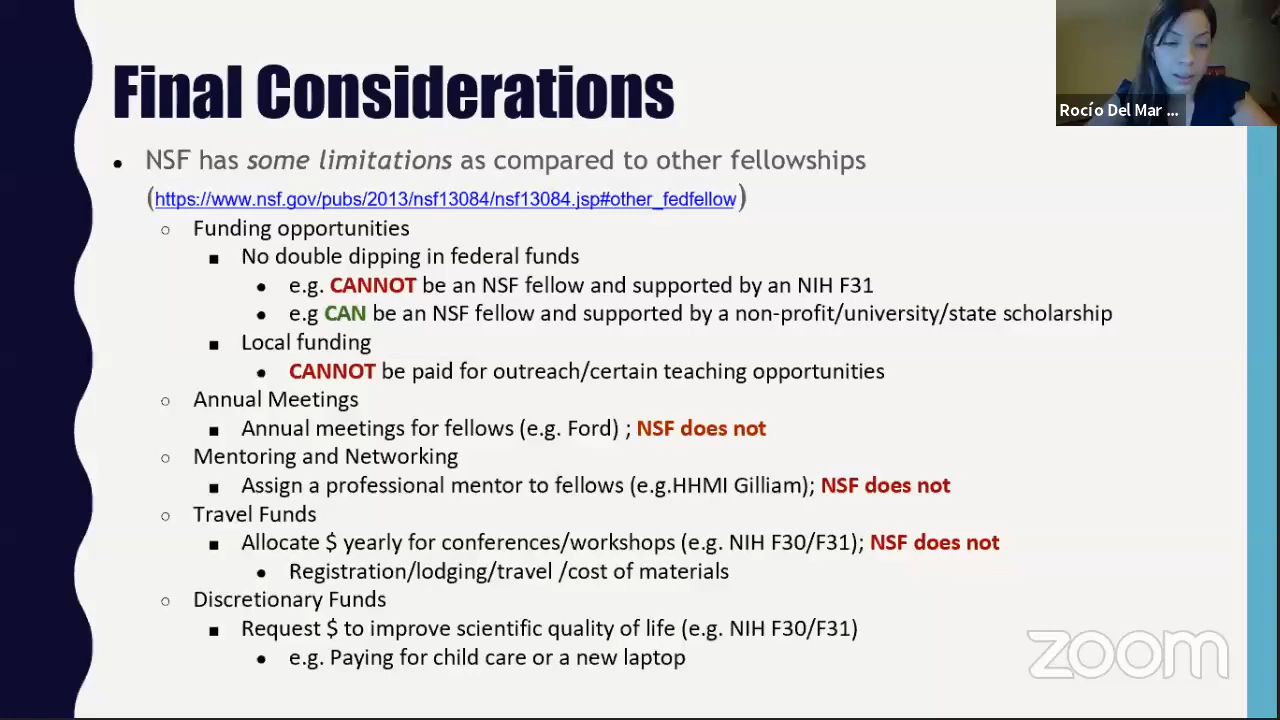 Final Considerations
Rocío Del Mar ...
• NSF has some limitations as compared to other fellowships
(https://www.nsf.gov/pubs/2013/nsf13084/nsf13084.jsp#other_fedfellow)
○ Funding opportunities
■ No double dipping in federal funds
● e.g. CANNOT be an NSF fellow and supported by an NIH F31
● e.g CAN be an NSF fellow and supported by a non-profit/university/state scholarship
■ Local funding
● CANNOT be paid for outreach/certain teaching opportunities
○ Annual Meetings
■ Annual meetings for fellows (e.g. Ford) ; NSF does not
○ Mentoring and Networking
■ Assign a professional mentor to fellows (e.g.HHMI Gilliam); NSF does not
○ Travel Funds
■ Allocate $ yearly for conferences/workshops (e.g. NIH F30/F31); NSF does not
● Registration/lodging/travel /cost of materials
○ Discretionary Funds
■ Request $ to improve scientific quality of life (e.g. NIH F30/F31)
● e.g. Paying for child care or a new laptop
zoom